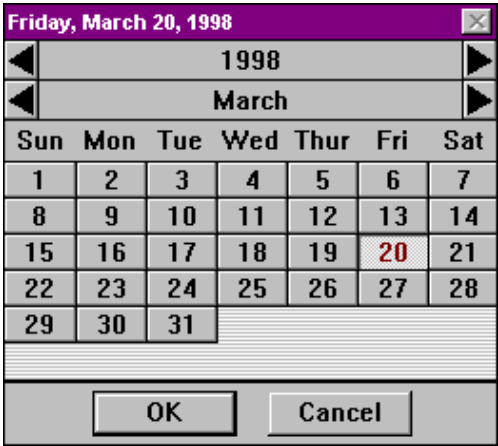 Friday, March 20, 1998
1998
March
Sun Mon Tue Wed Thur Fri Sat
1 2 3 4 5 6 7
8 9 10 11 12 13 14
15 16 17 18 19 20 21
22 23 24 25 26 27 28
29 30 31
OK Cancel